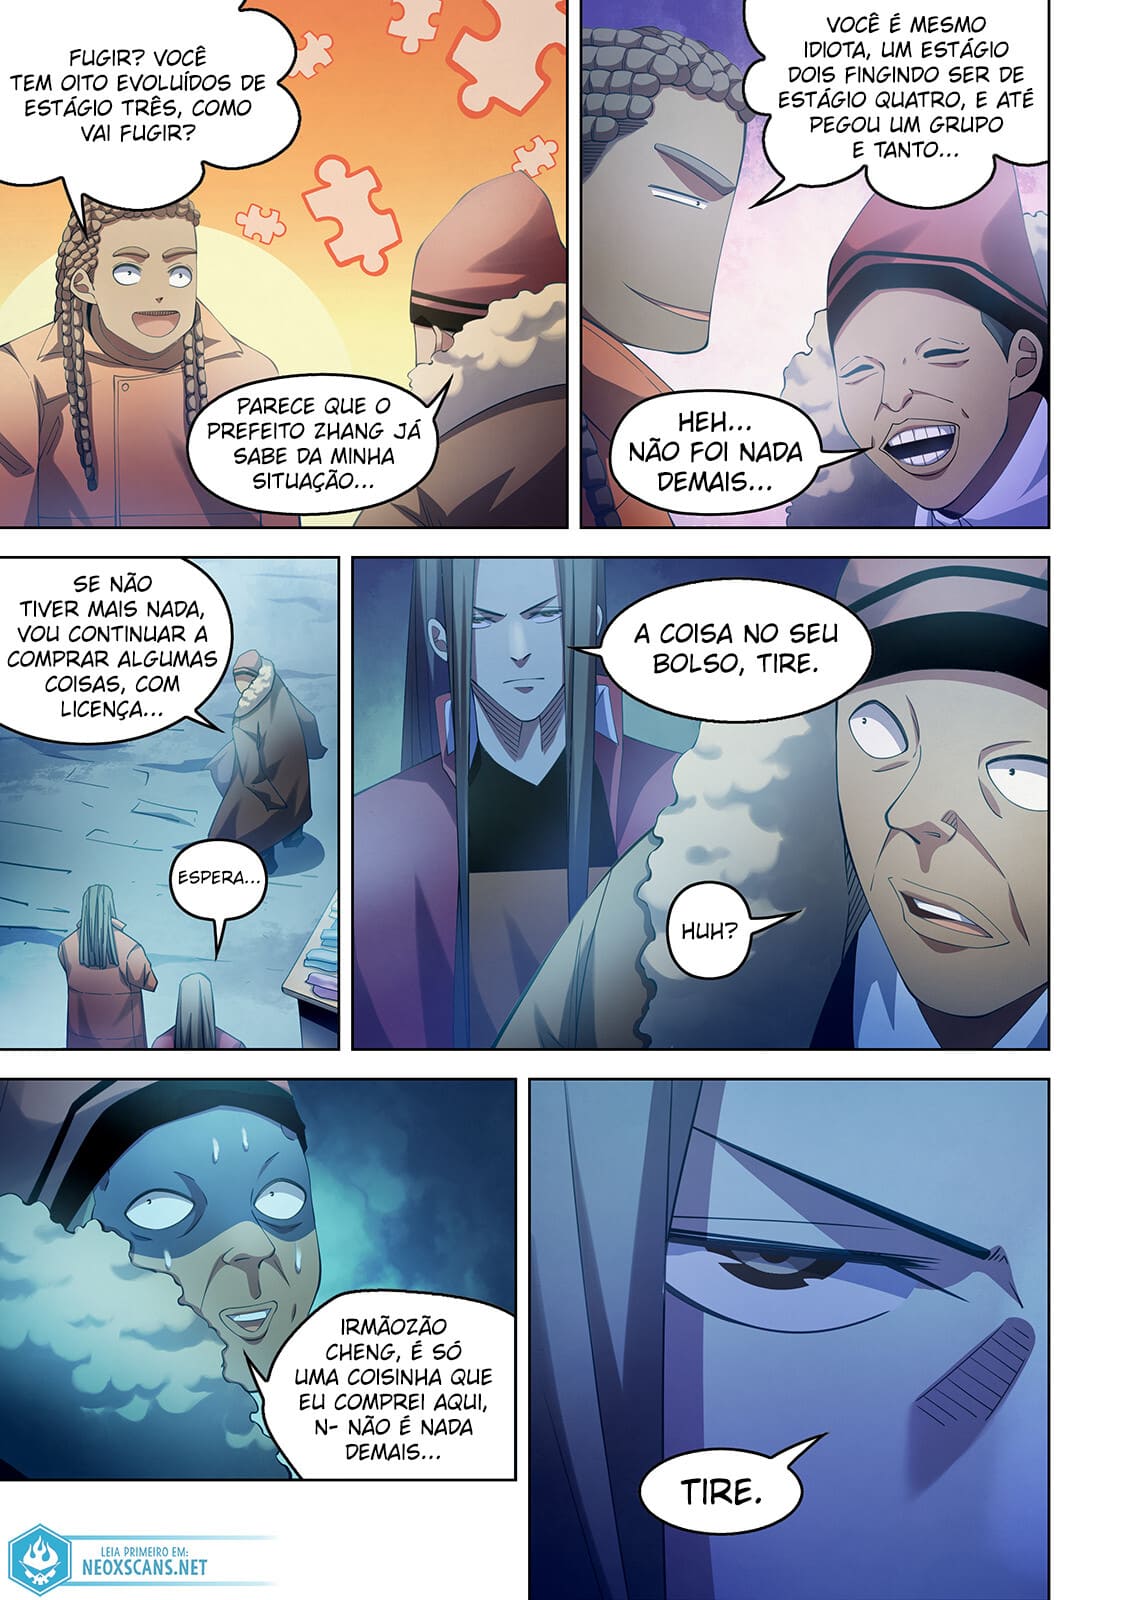 FUGIR? VOCÊ
TEM OITO EVOLUÍDOS DE
ESTÁGIO TRÊS, COMO
VAI FUGIR?
PARECE QUE O
PREFEITO ZHANG JÁ
SABE DA MINHA
SITUAÇÃO...
VOCÊ É MESMO
IDIOTA, UM ESTÁGIO
DOIS FINGINDO SER DE
ESTÁGIO QUATRO, E ATÉ
PEGOU UM GRUPO
E TANTO...
HEH...
NÃO FOI NADA
DEMAIS...
SE NÃO
TIVER MAIS NADA,
VOU CONTINUAR A
COMPRAR ALGUMAS
COISAS, COM
LICENÇA...
ESPERA...
A COISA NO SEU
BOLSO, TIRE.
HUH?
IRMÃOZÃO
CHENG, É SÓ
UMA COISINHA QUE
EU COMPREI AQUI,
N- NÃO É NADA
DEMAIS...
TIRE.
LEIA PRIMEIRO EM:
NEOXSCANS.NET